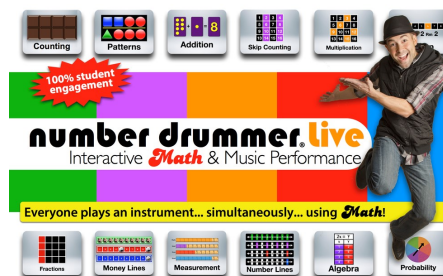 Counting
Patterns
Addition
Skip Counting
Multiplication
100% student
engagement
number drummer® Live
Interactive Math & Music Performance
Everyone plays an instrument... simultaneously... using Math!
Fractions
Money Lines
Measurement
Number Lines
Algebra
Probability